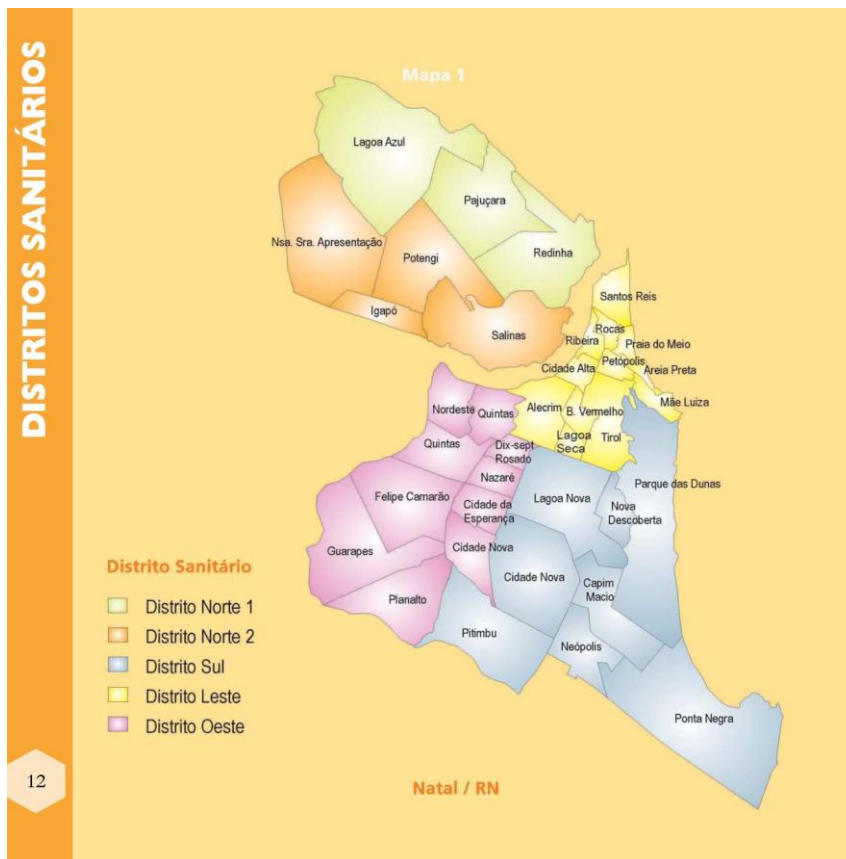 DISTRITOS SANITÁRIOS
Mapa 1
Lagoa Azul
Pajuçara
Nsa. Sra. Apresentação
Potengi
Redinha
Igapó
Salinas
Santos Reis
Rocas
Ribeira
Praia do Meio
Petópolis
Cidade Alta
Areia Preta
Mãe Luiza
Nordeste
Quintas
Alecrim
B. Vermelho
Lagoa
Seca
Tirol
Quintas
Dix-sept
Rosado
Nazaré
Parque das Dunas
Felipe Camarão
Cidade da
Esperança
Lagoa Nova
Nova
Descoberta
Guarapes
Cidade Nova
Cidade Nova
Capim
Macio
Planalto
Pitimbu
Neópolis
Ponta Negra
Distrito Sanitário
Distrito Norte 1
Distrito Norte 2
Distrito Sul
Distrito Leste
Distrito Oeste
12
Natal / RN